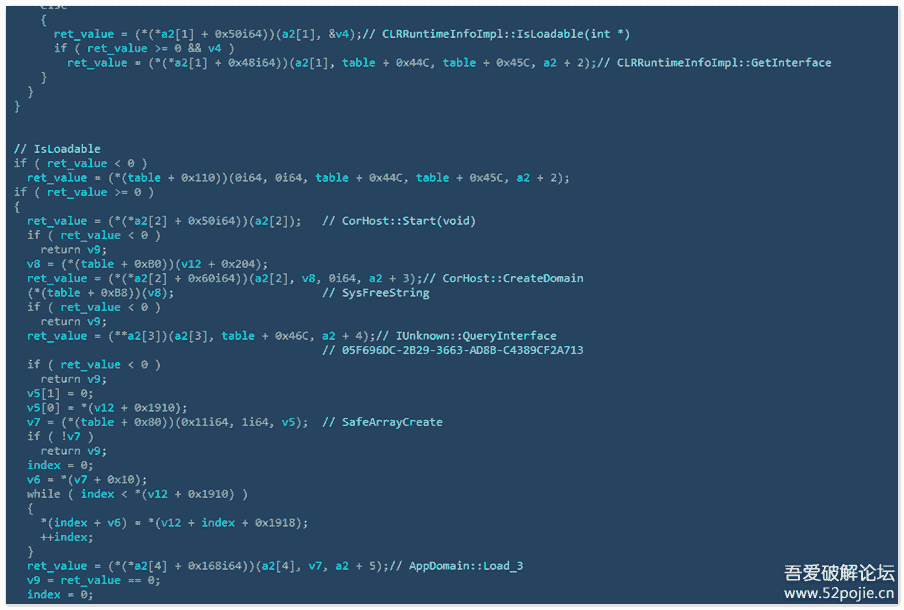 else
{
ret_value = (*(*a2[1] + 0x50i64))(a2[1], &v4);// CLRRuntimeInfoImpl::IsLoadable(int *)
if ( ret_value >= 0 && v4 )
ret_value = (*(*a2[1] + 0x48i64))(a2[1], table + 0x44C, table + 0x45C, a2 + 2);// CLRRuntimeInfoImpl::GetInterface
}
}
}
// IsLoadable
if ( ret_value < 0 )
ret_value = (*(table + 0x110))(0i64, 0i64, table + 0x44C, table + 0x45C, a2 + 2);
if ( ret_value >= 0 )
{
ret_value = (*(*a2[2] + 0x50i64))(a2[2]); // CorHost::Start(void)
if ( ret_value < 0 )
return v9;
v8 = (*(table + 0xB0))(v12 + 0x204);
ret_value = (*(*a2[2] + 0x60i64))(a2[2], v8, 0i64, a2 + 3);// CorHost::CreateDomain
(*(table + 0xB8))(v8); // SysFreeString
if ( ret_value < 0 )
return v9;
ret_value = (**a2[3])(a2[3], table + 0x46C, a2 + 4);// IUnknown::QueryInterface
// 05F696DC-2B29-3663-AD8B-C4389CF2A713
if ( ret_value < 0 )
return v9;
v5[1] = 0;
v5[0] = *(v12 + 0x1910);
v7 = (*(table + 0x80))(0x11i64, 1i64, v5); // SafeArrayCreate
if ( !v7 )
return v9;
index = 0;
v6 = *(v7 + 0x10);
while ( index < *(v12 + 0x1910) )
{
*(index + v6) = *(v12 + index + 0x1918);
++index;
}
ret_value = (*(*a2[4] + 0x168i64))(a2[4], v7, a2 + 5);// AppDomain::Load_3
v9 = ret_value == 0;
index = 0;
吾爱破解论坛
www.52pojie.cn